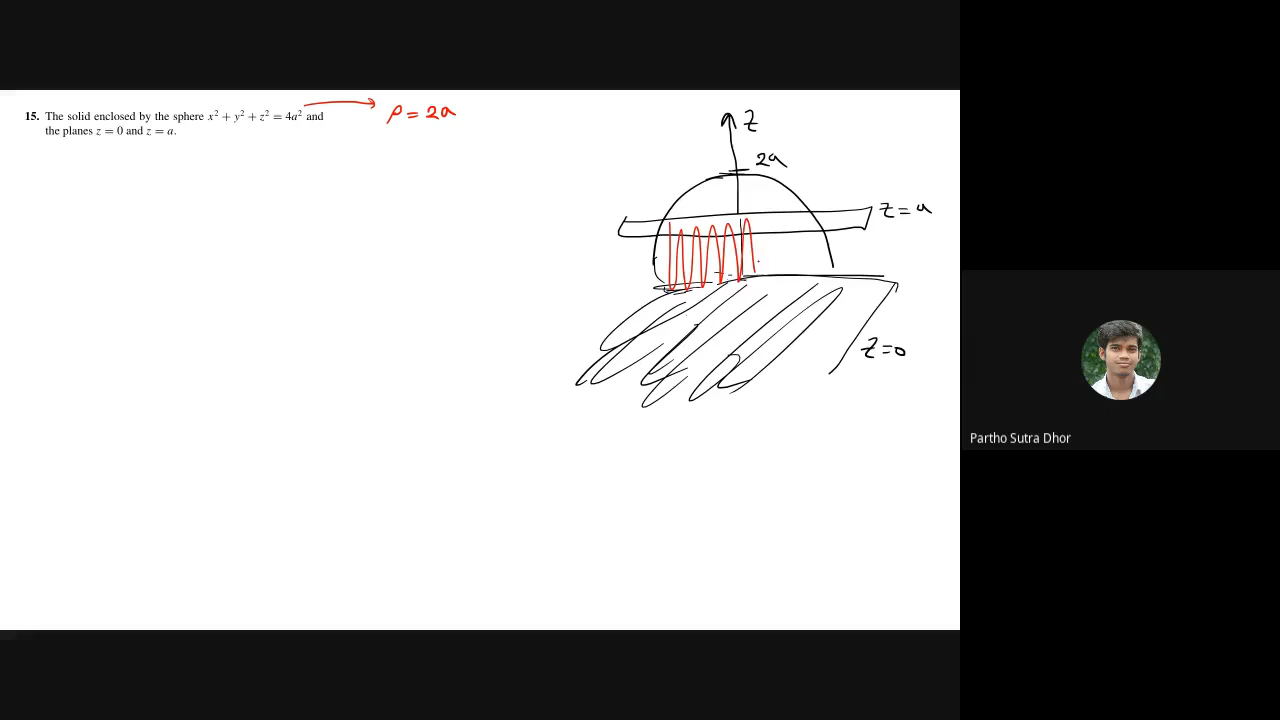 15. The solid enclosed by the sphere x² + y² + z² = 4a² and
the planes z = 0 and z = a.
ρ = 2a
z
2a
z = a
z = 0
Partho Sutra Dhor